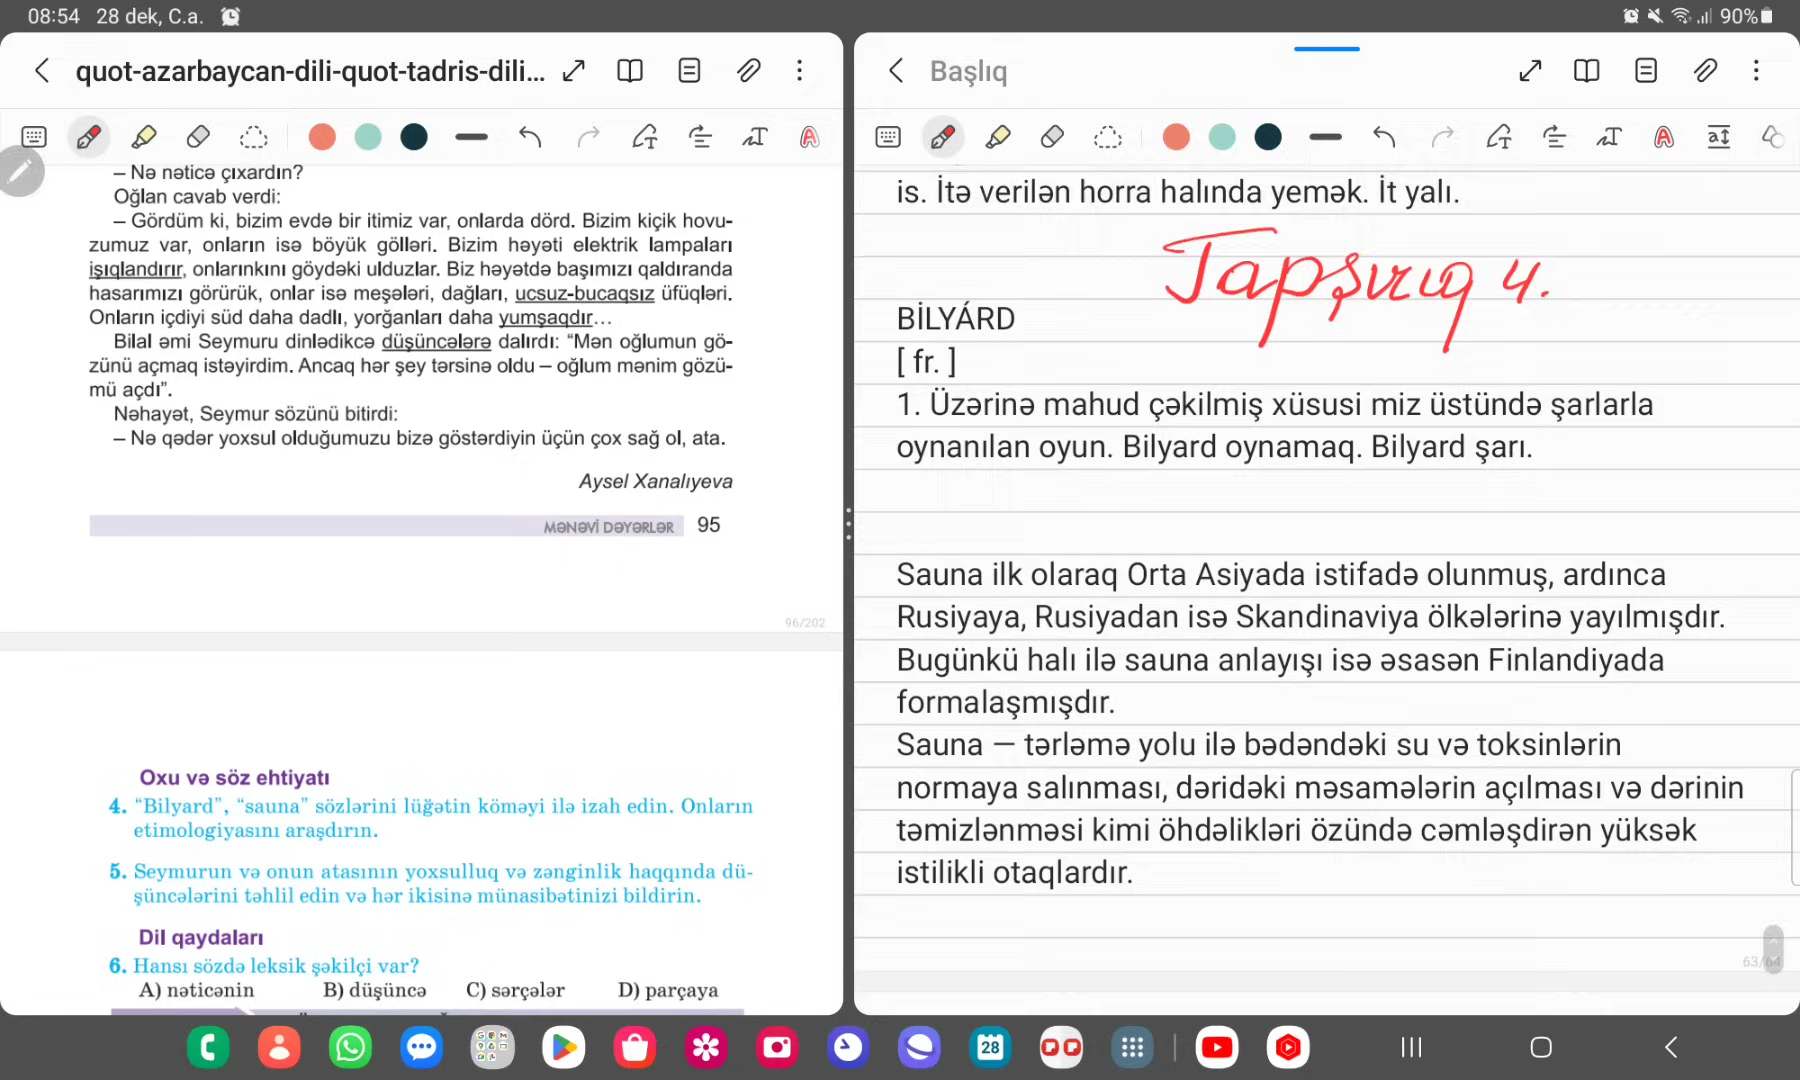 08:54 28 dek, C.a.
90%
quot-azarbaycan-dili-quot-tadris-dili...
– Nə nəticə çıxardın?
Oğlan cavab verdi:
– Gördüm ki, bizim evdə bir itimiz var, onlarda dörd. Bizim kiçik hovu-
zumuz var, onların isə böyük gölləri. Bizim həyəti elektrik lampaları
işıqlandırır, onlarınkını göydəki ulduzlar. Biz həyətdə başımızı qaldıranda
hasarımızı görürük, onlar isə meşələri, dağları, ucsuz-bucaqsız üfüqləri.
Onların içdiyi süd daha dadlı, yorğanları daha yumşaqdır...
Bilal əmi Seymuru dinlədikcə düşüncələrə dalırdı: “Mən oğlumun gö-
zünü açmaq istəyirdim. Ancaq hər şey tərsinə oldu – oğlum mənim gözü-
mü açdı”.
Nəhayət, Seymur sözünü bitirdi:
– Nə qədər yoxsul olduğumuzu bizə göstərdiyin üçün çox sağ ol, ata.
Aysel Xanalıyeva
MƏNƏVİ DƏYƏRLƏR 95
96/202
Oxu və söz ehtiyatı
4. “Bilyard”, “sauna” sözlərini lüğətin köməyi ilə izah edin. Onların
etimologiyasını araşdırın.
5. Seymurun və onun atasının yoxsulluq və zənginlik haqqında dü-
şüncələrini təhlil edin və hər ikisinə münasibətinizi bildirin.
Dil qaydaları
6. Hansı sözdə leksik şəkilçi var?
A) nəticənin B) düşüncə C) sərçələr D) parçaya
Başlıq
is. İtə verilən horra halında yemək. İt yalı.
Tapşırıq 4.
BİLYÁRD
[ fr. ]
1. Üzərinə mahud çəkilmiş xüsusi miz üstündə şarlarla
oynanılan oyun. Bilyard oynamaq. Bilyard şarı.
Sauna ilk olaraq Orta Asiyada istifadə olunmuş, ardınca
Rusiyaya, Rusiyadan isə Skandinaviya ölkələrinə yayılmışdır.
Bugünkü halı ilə sauna anlayışı isə əsasən Finlandiyada
formalaşmışdır.
Sauna — tərləmə yolu ilə bədəndəki su və toksinlərin
normaya salınması, dəridəki məsamələrin açılması və dərinin
təmizlənməsi kimi öhdəlikləri özündə cəmləşdirən yüksək
istilikli otaqlardır.
63/64
28